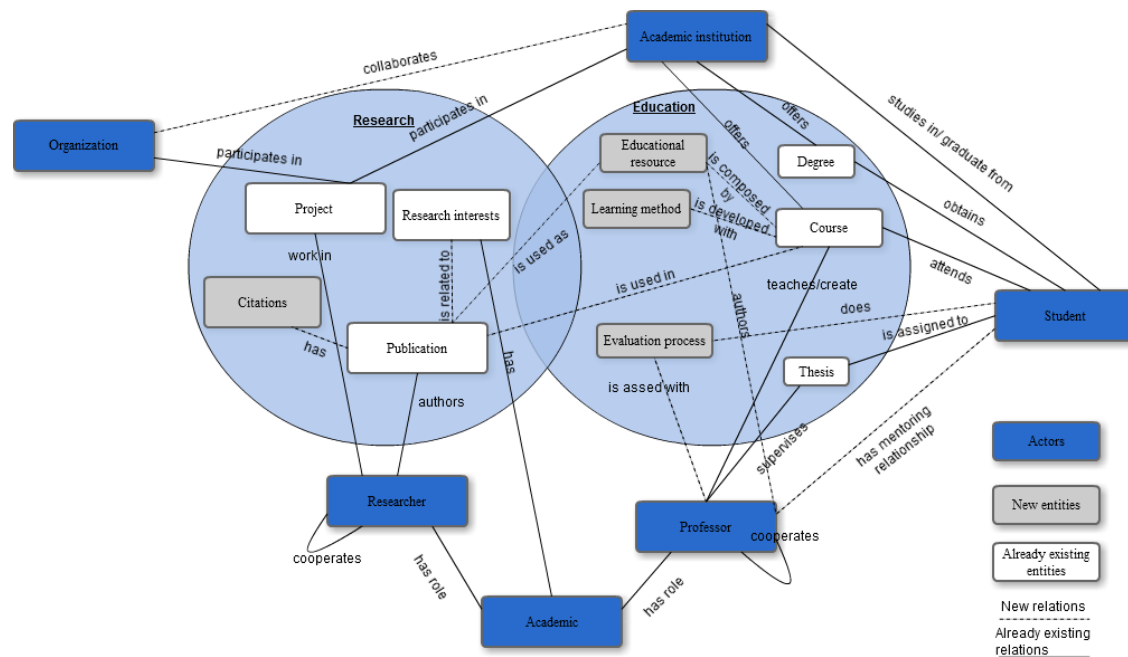 Academic institution
collaborates
studies in/ graduate from
Organization
participates in
Research
participates in
Education
offers
offers
Educational
resource
is composed
by
Degree
Project
Research interests
Learning method
is developed
with
Course
obtains
work in
is related to
is used as
is used in
teaches/create
attends
Citations
has
Publication
has
authors
Evaluation process
does
is assigned to
Student
is assed with
authors
Thesis
supervises
has mentoring
relationship
Actors
Researcher
cooperates
Professor
cooperates
New entities
has role
has role
Academic
Already existing
entities
New relations
Already existing
relations